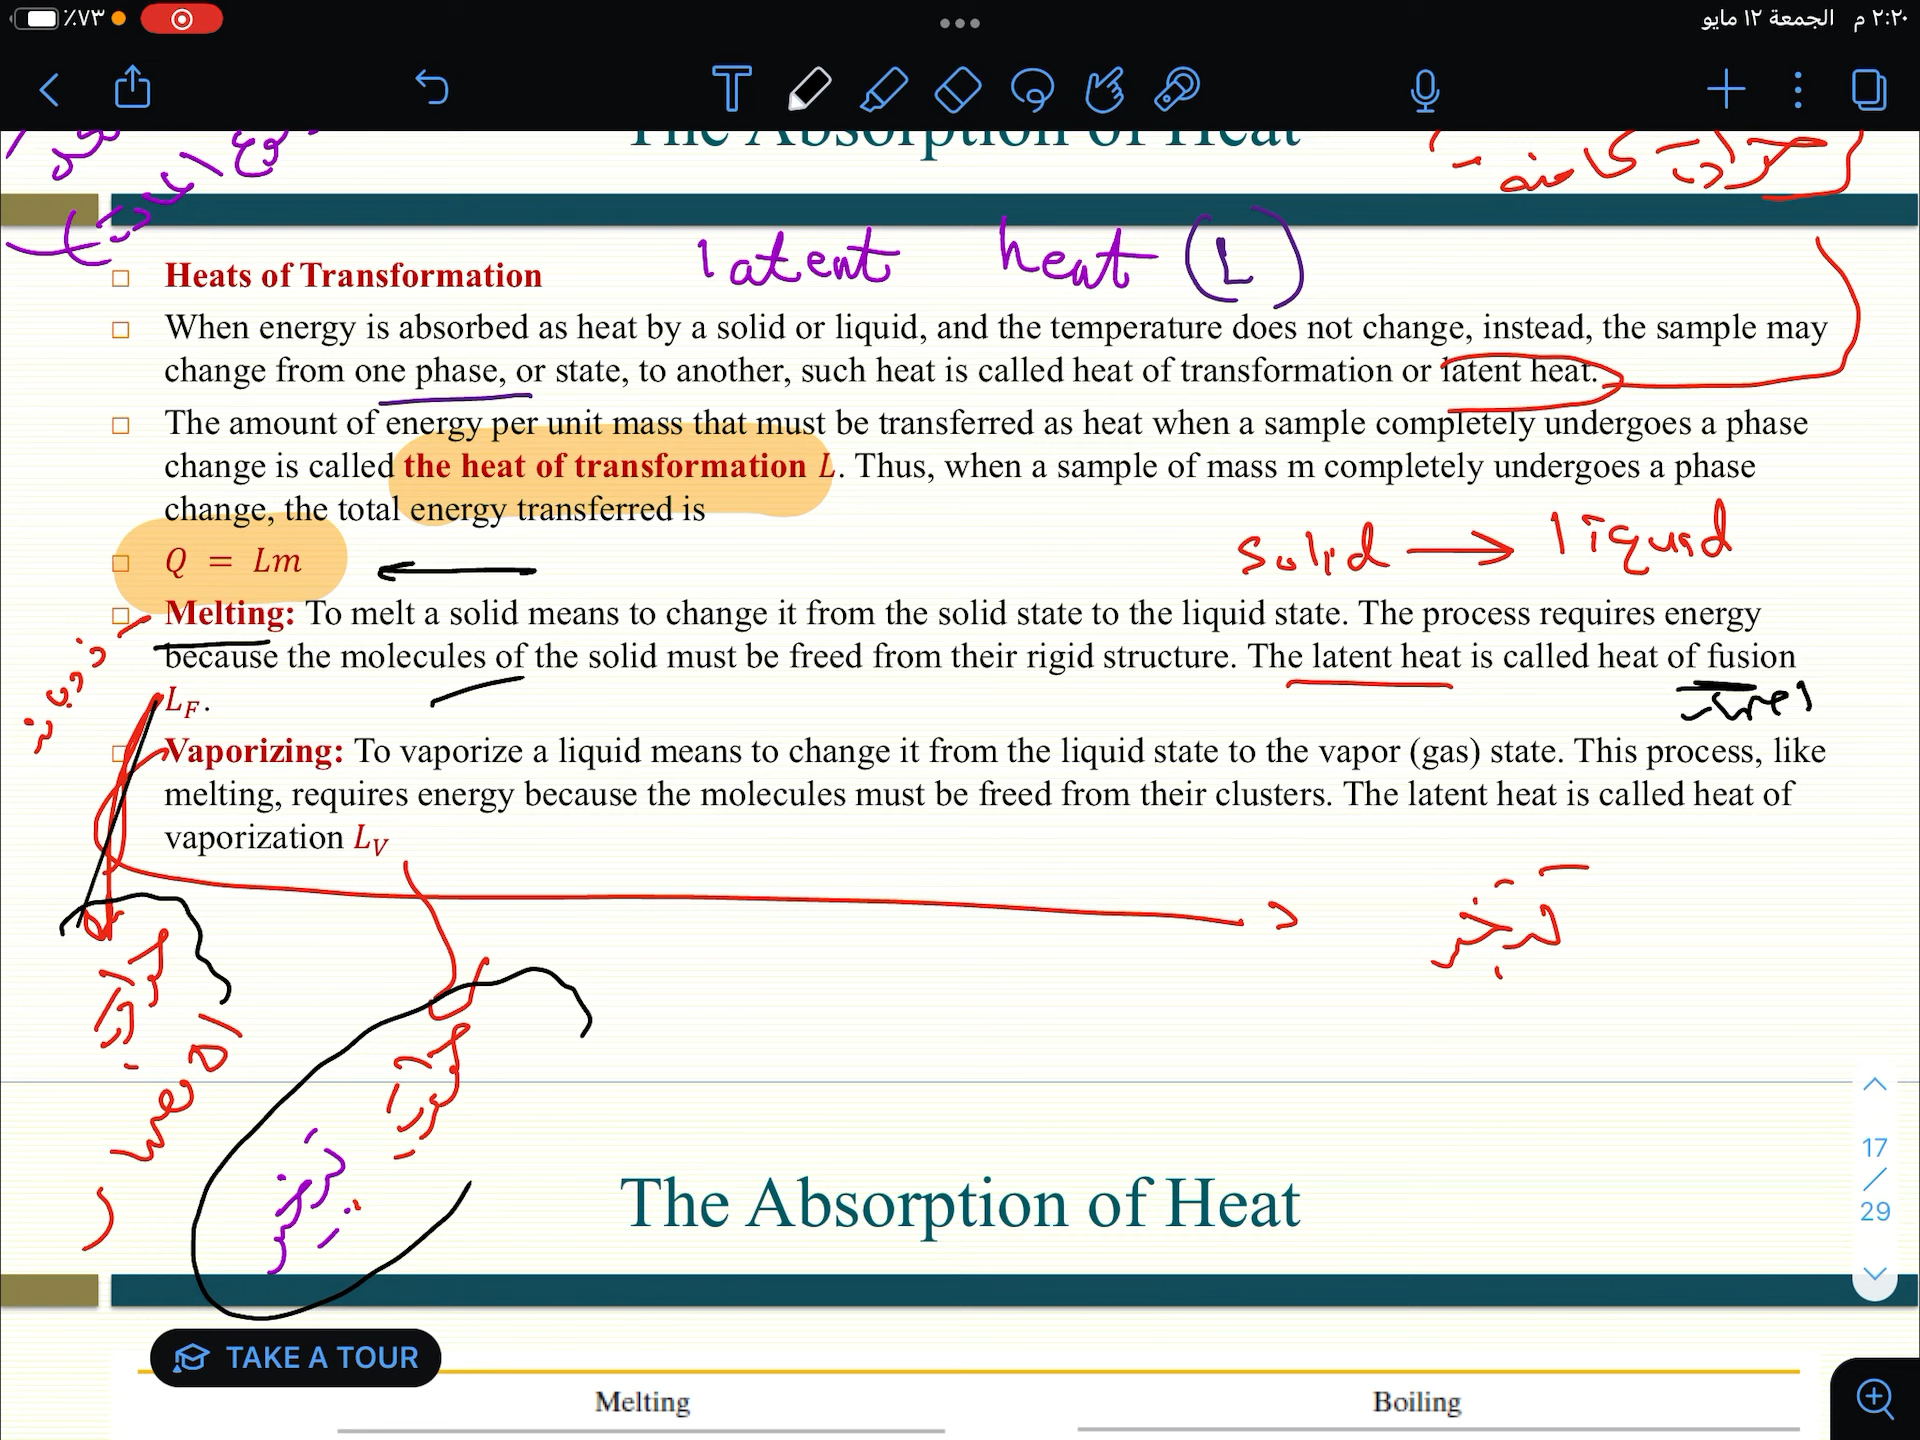 ٪٧٣
٢:٢٠ م الجمعة ١٢ مايو
The Absorption of Heat
حرارة كامنة
latent heat (L)
Heats of Transformation
When energy is absorbed as heat by a solid or liquid, and the temperature does not change, instead, the sample may
change from one phase, or state, to another, such heat is called heat of transformation or latent heat.
The amount of energy per unit mass that must be transferred as heat when a sample completely undergoes a phase
change is called the heat of transformation L. Thus, when a sample of mass m completely undergoes a phase
change, the total energy transferred is
Q = Lm
solid → liquid
Melting: To melt a solid means to change it from the solid state to the liquid state. The process requires energy
because the molecules of the solid must be freed from their rigid structure. The latent heat is called heat of fusion
L_F.
Vaporizing: To vaporize a liquid means to change it from the liquid state to the vapor (gas) state. This process, like
melting, requires energy because the molecules must be freed from their clusters. The latent heat is called heat of
vaporization L_V
17
/
29
The Absorption of Heat
TAKE A TOUR
Melting Boiling